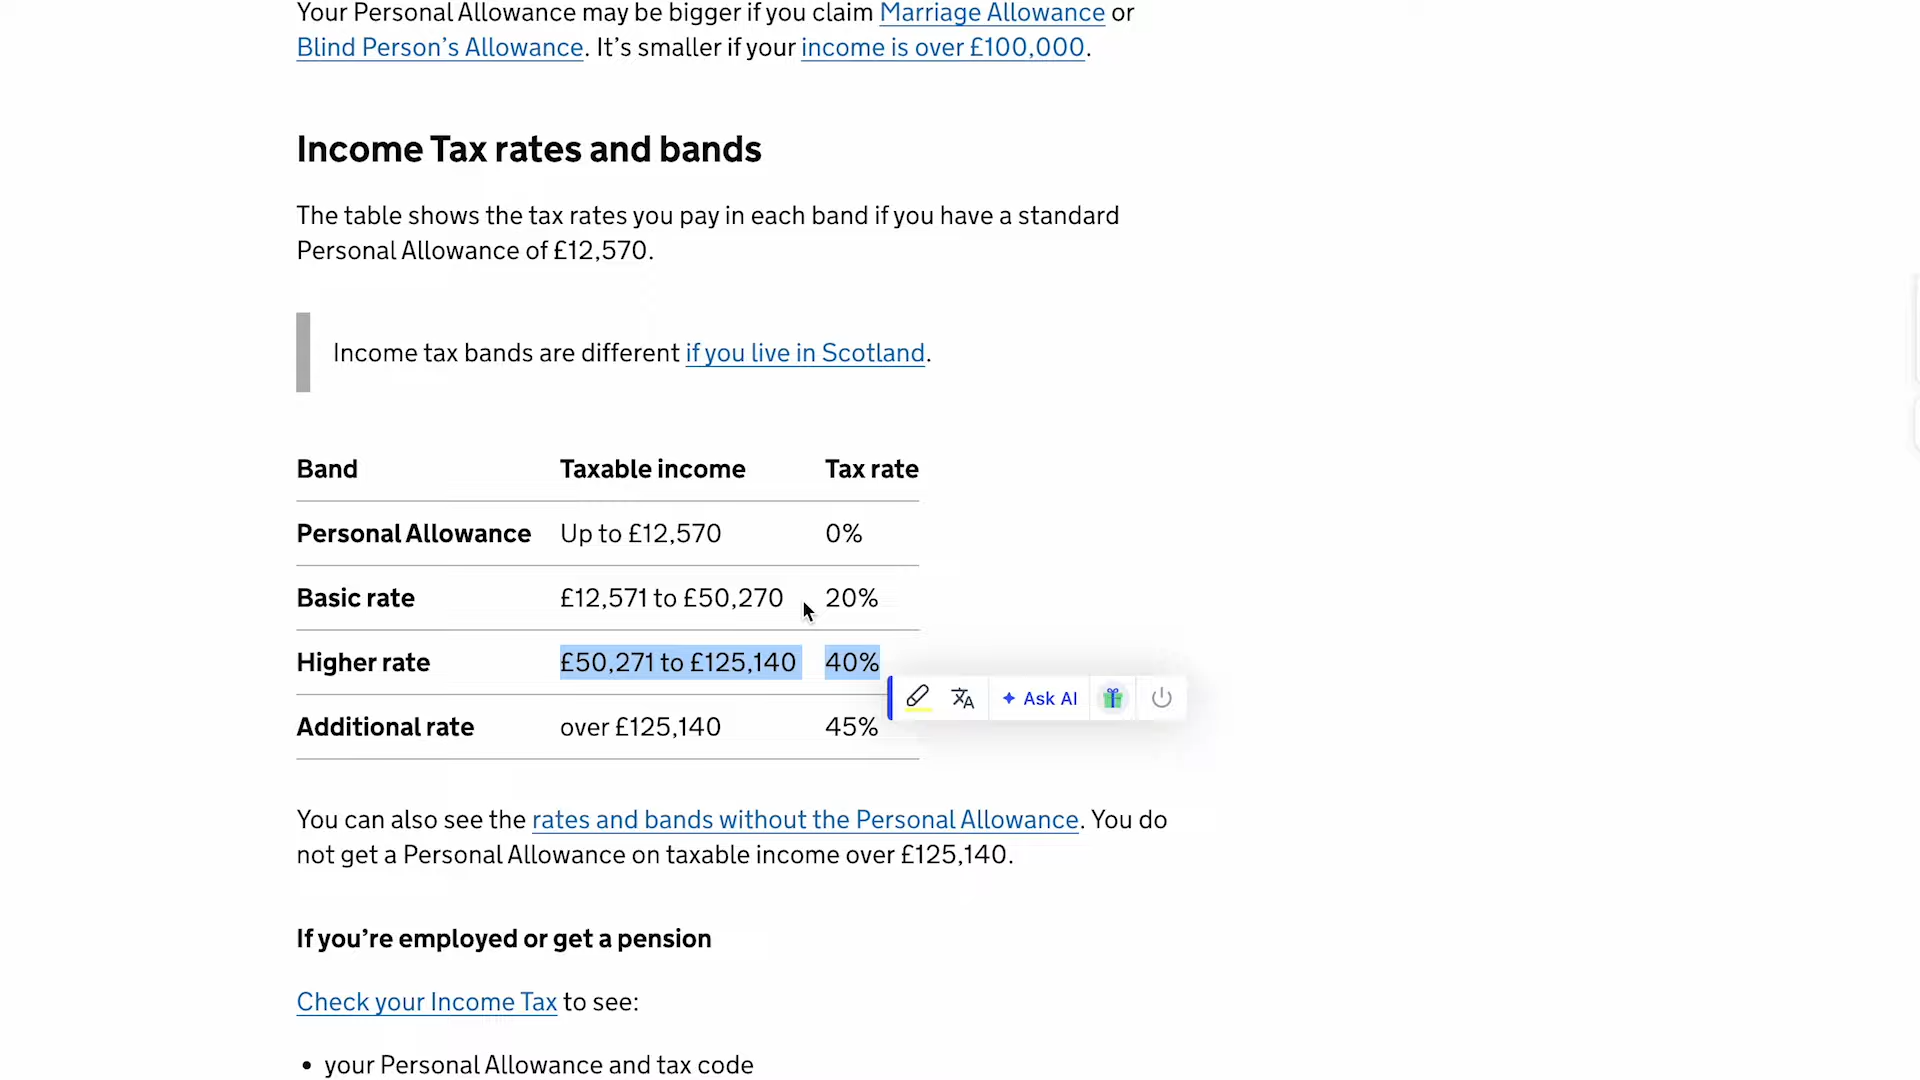 Your Personal Allowance may be bigger if you claim Marriage Allowance or
Blind Person’s Allowance. It’s smaller if your income is over £100,000.
Income Tax rates and bands
The table shows the tax rates you pay in each band if you have a standard
Personal Allowance of £12,570.
Income tax bands are different if you live in Scotland.
Band Taxable income Tax rate
Personal Allowance Up to £12,570 0%
Basic rate £12,571 to £50,270 20%
Higher rate £50,271 to £125,140 40%
Ask AI
Additional rate over £125,140 45%
You can also see the rates and bands without the Personal Allowance. You do
not get a Personal Allowance on taxable income over £125,140.
If you’re employed or get a pension
Check your Income Tax to see:
• your Personal Allowance and tax code